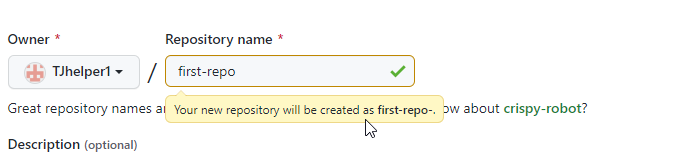 Owner * Repository name *
TJhelper1 / first-repo
Your new repository will be created as first-repo-.
Great repository names a ow about crispy-robot?
Description (optional)